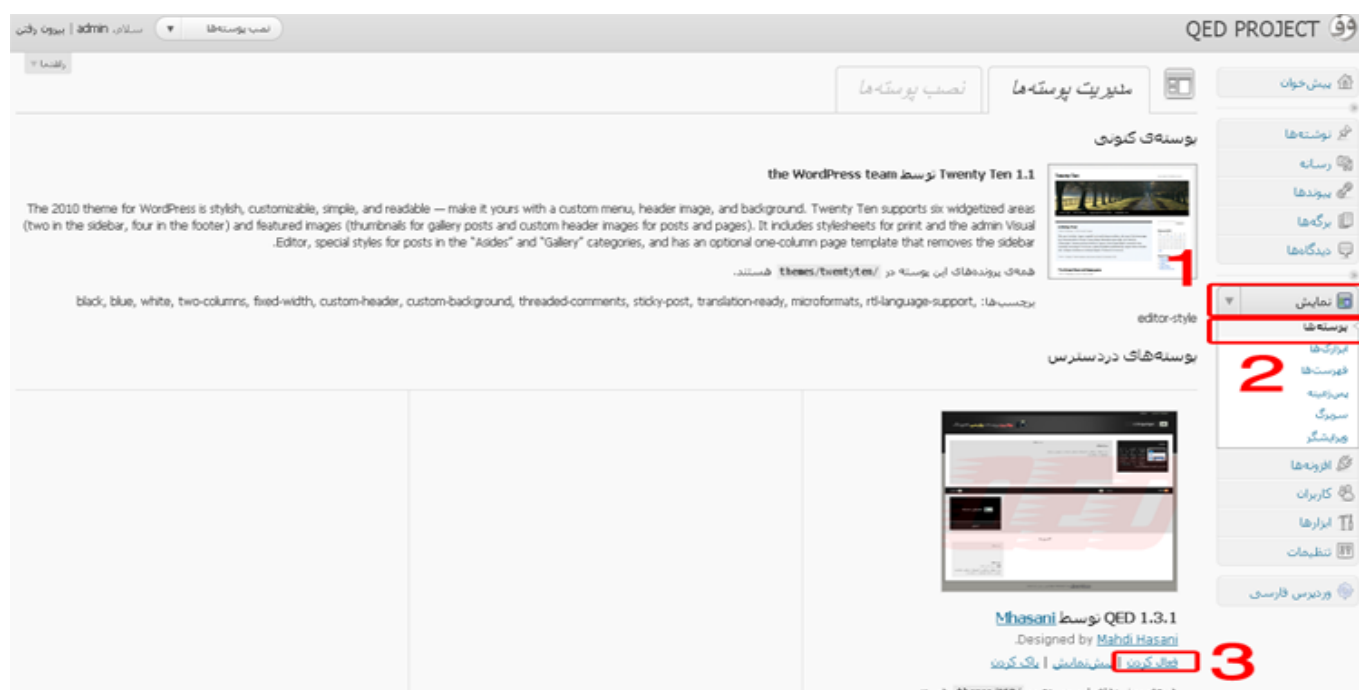 QED PROJECT
نصب پوسته‌ها
سلام، admin | بیرون رفتن
راهنما
مدیریت پوسته‌ها
نصب پوسته‌ها
پیش‌خوان
نوشته‌ها
رسانه
پیوندها
برگه‌ها
دیدگاه‌ها
نمایش
پوسته‌ها
ابزارک‌ها
فهرست‌ها
پس‌زمینه
سربرگ
ویرایشگر
افزونه‌ها
کاربران
ابزارها
تنظیمات
وردپرس فارسی
1
2
پوسته‌ی کنونی
Twenty Ten 1.1 توسط the WordPress team
The 2010 theme for WordPress is stylish, customizable, simple, and readable — make it yours with a custom menu, header image, and background. Twenty Ten supports six widgetized areas
(two in the sidebar, four in the footer) and featured images (thumbnails for gallery posts and custom header images for posts and pages). It includes stylesheets for print and the admin Visual
Editor, special styles for posts in the "Asides" and "Gallery" categories, and has an optional one-column page template that removes the sidebar.
همه‌ی پرونده‌های این پوسته در /themes/twentyten هستند.
برچسب‌ها: black, blue, white, two-columns, fixed-width, custom-header, custom-background, threaded-comments, sticky-post, translation-ready, microformats, rtl-language-support,
editor-style
پوسته‌های دردسترس
QED 1.3.1 توسط Mhasani
Designed by Mahdi Hasani.
فعال کردن | پیش‌نمایش | پاک کردن
3